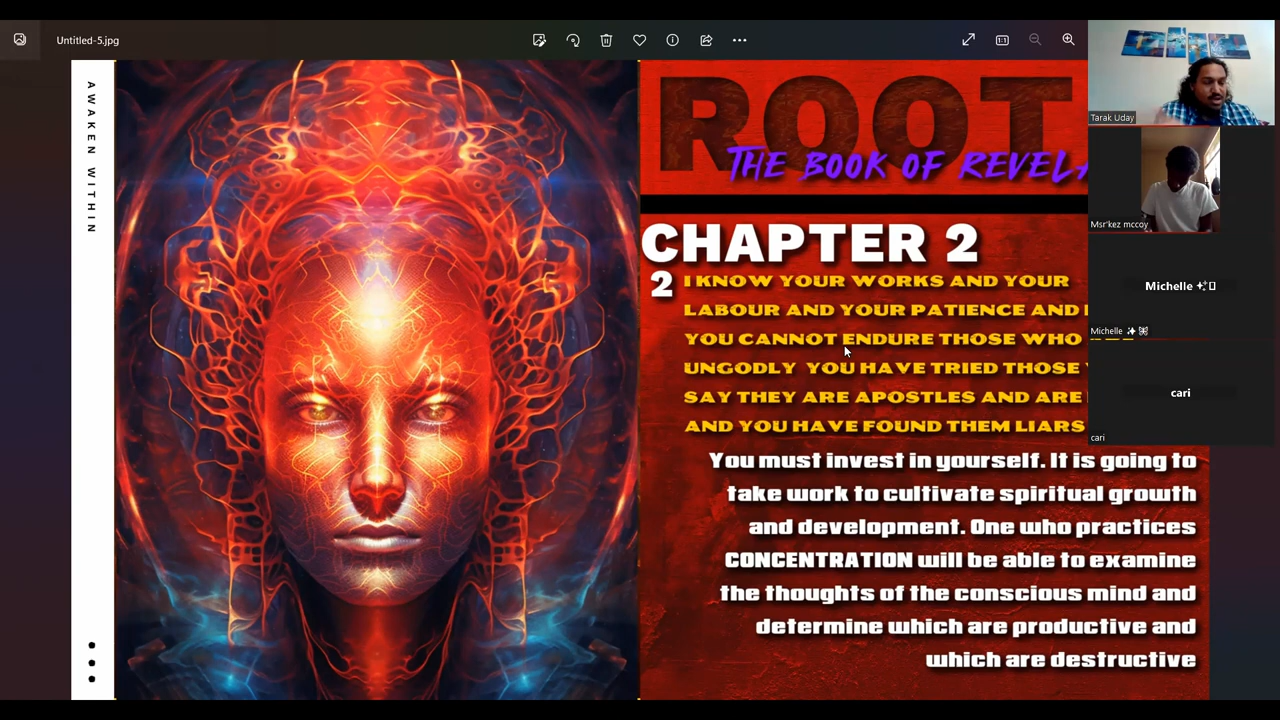 Untitled-5.jpg
AWAKEN WITHIN
ROOT
THE BOOK OF
CHAPTER 2
2 I KNOW YOUR WORKS AND YOUR
LABOUR AND YOUR PATIENCE AND
YOU CANNOT ENDURE THOSE WHO
UNGODLY YOU HAVE TRIED THOSE
SAY THEY ARE APOSTLES AND ARE
AND YOU HAVE FOUND THEM LIARS
You must invest in yourself. It is going to
take work to cultivate spiritual growth
and development. One who practices
CONCENTRATION will be able to examine
the thoughts of the conscious mind and
determine which are productive and
which are destructive
Tarak Uday
Msr'kez mccoy
Michelle
Michelle
cari
cari